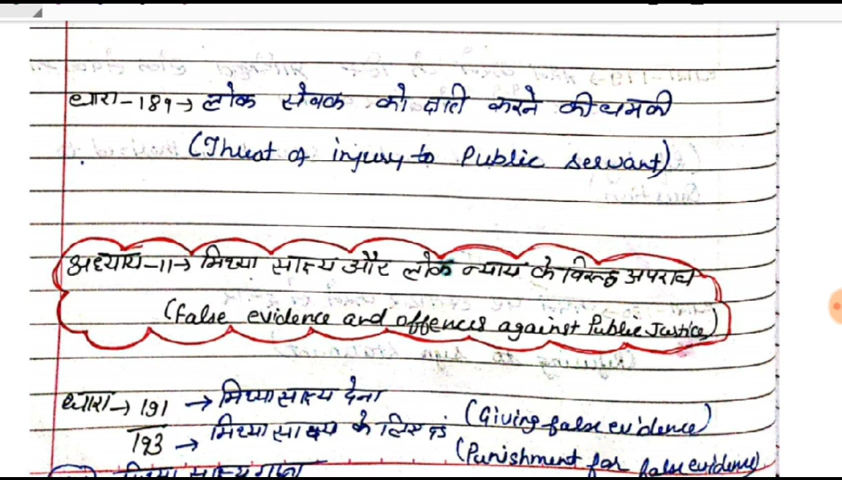 धारा-189→ लोक सेवक को क्षति करने की धमकी
(Threat of injury to Public servant)
अध्याय-11→ मिथ्या साक्ष्य और लोक न्याय के विरूद्ध अपराध
(False evidence and offences against Public Justice)
धारा→ 191 → मिथ्या साक्ष्य देना (Giving false evidence)
193 → मिथ्या साक्ष्य के लिए दंड (Punishment for false evidence)